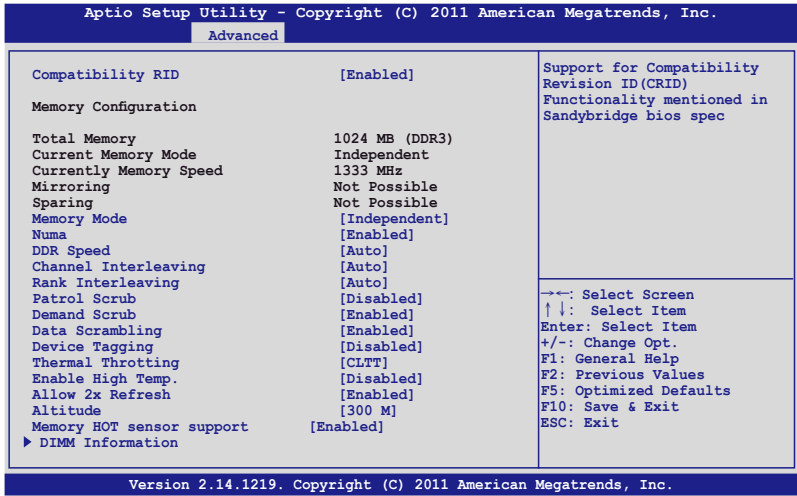 Aptio Setup Utility - Copyright (C) 2011 American Megatrends, Inc.
Advanced
Compatibility RID [Enabled]
Memory Configuration
Total Memory 1024 MB (DDR3)
Current Memory Mode Independent
Currently Memory Speed 1333 MHz
Mirroring Not Possible
Sparing Not Possible
Memory Mode [Independent]
Numa [Enabled]
DDR Speed [Auto]
Channel Interleaving [Auto]
Rank Interleaving [Auto]
Patrol Scrub [Disabled]
Demand Scrub [Enabled]
Data Scrambling [Enabled]
Device Tagging [Disabled]
Thermal Throtting [CLTT]
Enable High Temp. [Disabled]
Allow 2x Refresh [Enabled]
Altitude [300 M]
Memory HOT sensor support [Enabled]
▶ DIMM Information
Support for Compatibility
Revision ID(CRID)
Functionality mentioned in
Sandybridge bios spec
→←: Select Screen
↑↓: Select Item
Enter: Select Item
+/-: Change Opt.
F1: General Help
F2: Previous Values
F5: Optimized Defaults
F10: Save & Exit
ESC: Exit
Version 2.14.1219. Copyright (C) 2011 American Megatrends, Inc.